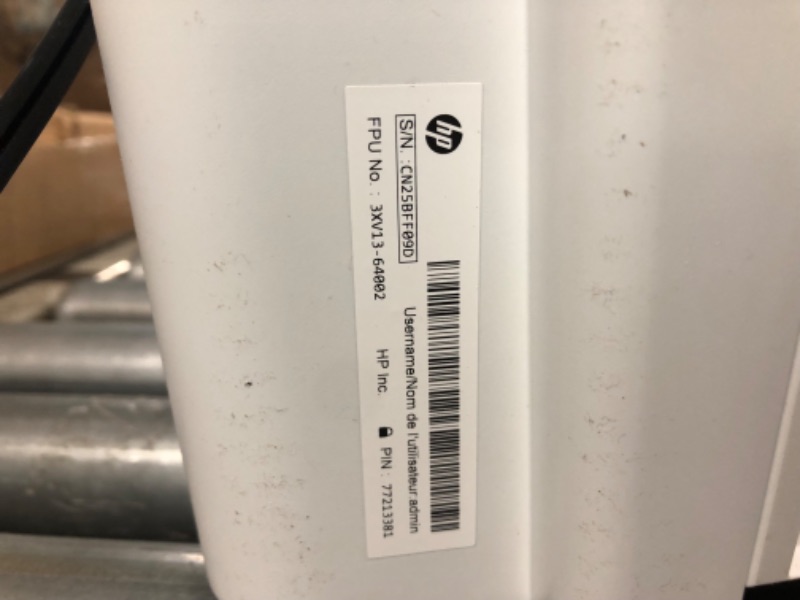 hp
S/N. :CN25BFF09D
Username/Nom de l'utilisateur admin
FPU No. : 3XV13-64002
HP Inc.
PIN : 77213381